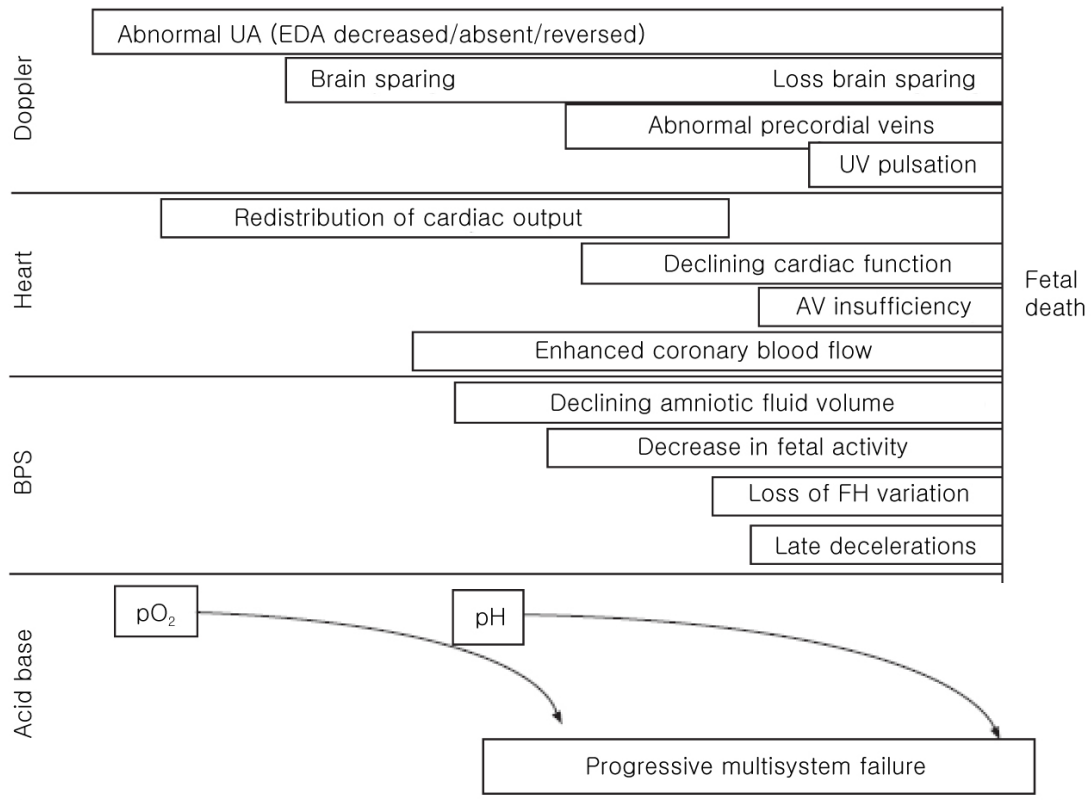 Doppler
Abnormal UA (EDA decreased/absent/reversed)
Brain sparing
Loss brain sparing
Abnormal precordial veins
UV pulsation
Heart
Redistribution of cardiac output
Declining cardiac function
AV insufficiency
Enhanced coronary blood flow
Fetal
death
BPS
Declining amniotic fluid volume
Decrease in fetal activity
Loss of FH variation
Late decelerations
Acid base
pO₂
pH
Progressive multisystem failure